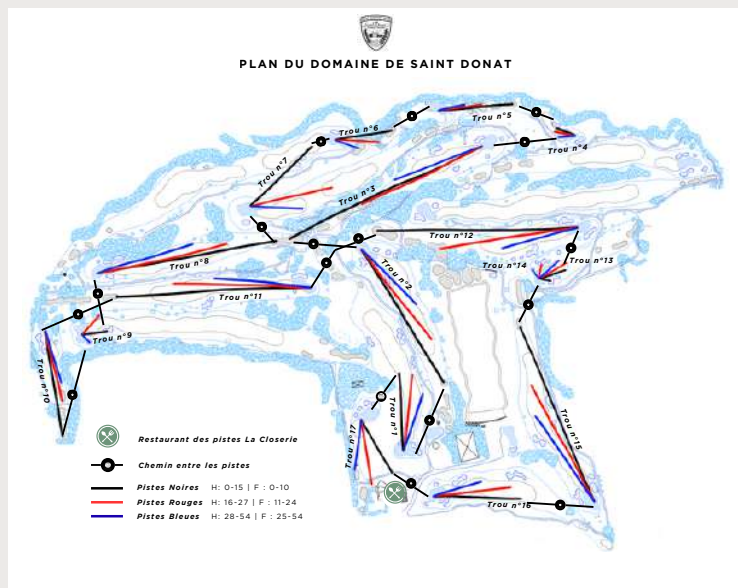 PLAN DU DOMAINE DE SAINT DONAT
Trou n°5
Trou n°6
Trou n°4
Trou n°7
Trou n°3
Trou n°12
Trou n°8
Trou n°14
Trou n°13
Trou n°2
Trou n°11
Trou n°9
Trou n°10
Trou n°1
Trou n°15
Trou n°17
Restaurant des pistes La Closerie
Chemin entre les pistes
Pistes Noires H: 0-15 | F : 0-10
Pistes Rouges H: 16-27 | F : 11-24
Pistes Bleues H: 28-54 | F : 25-54
Trou n°16